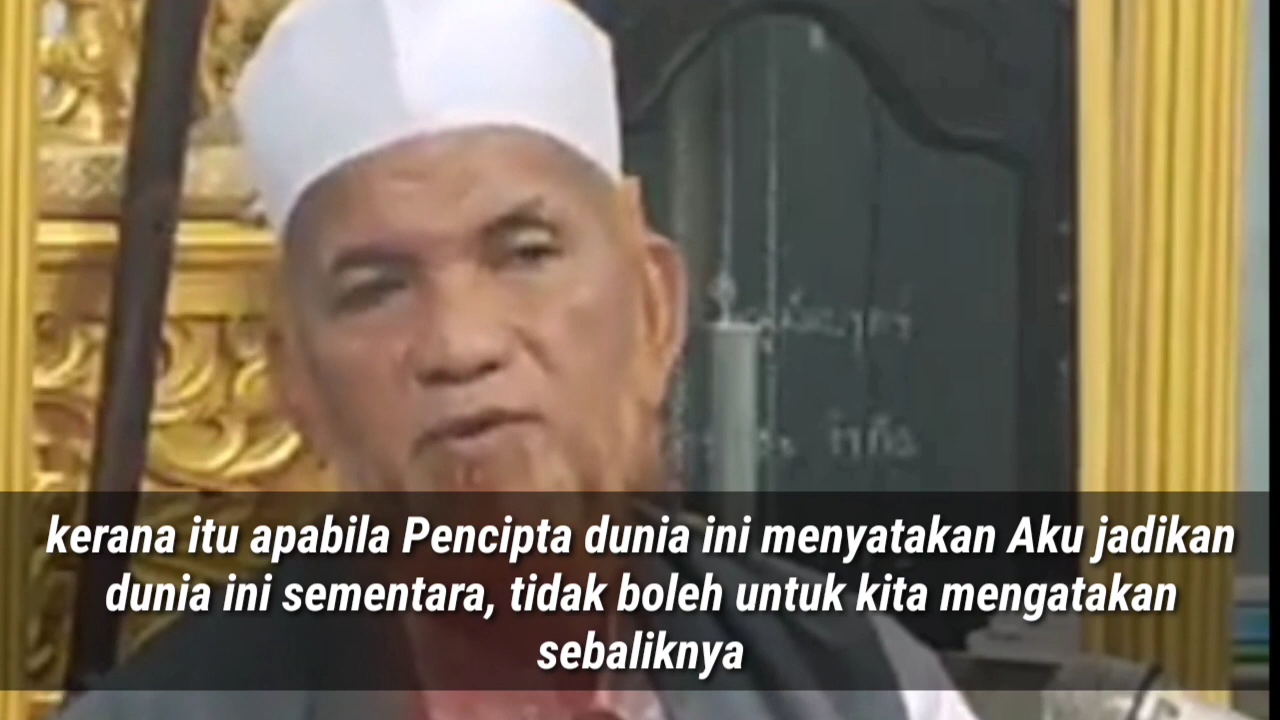 kerana itu apabila Pencipta dunia ini menyatakan Aku jadikan
dunia ini sementara, tidak boleh untuk kita mengatakan
sebaliknya